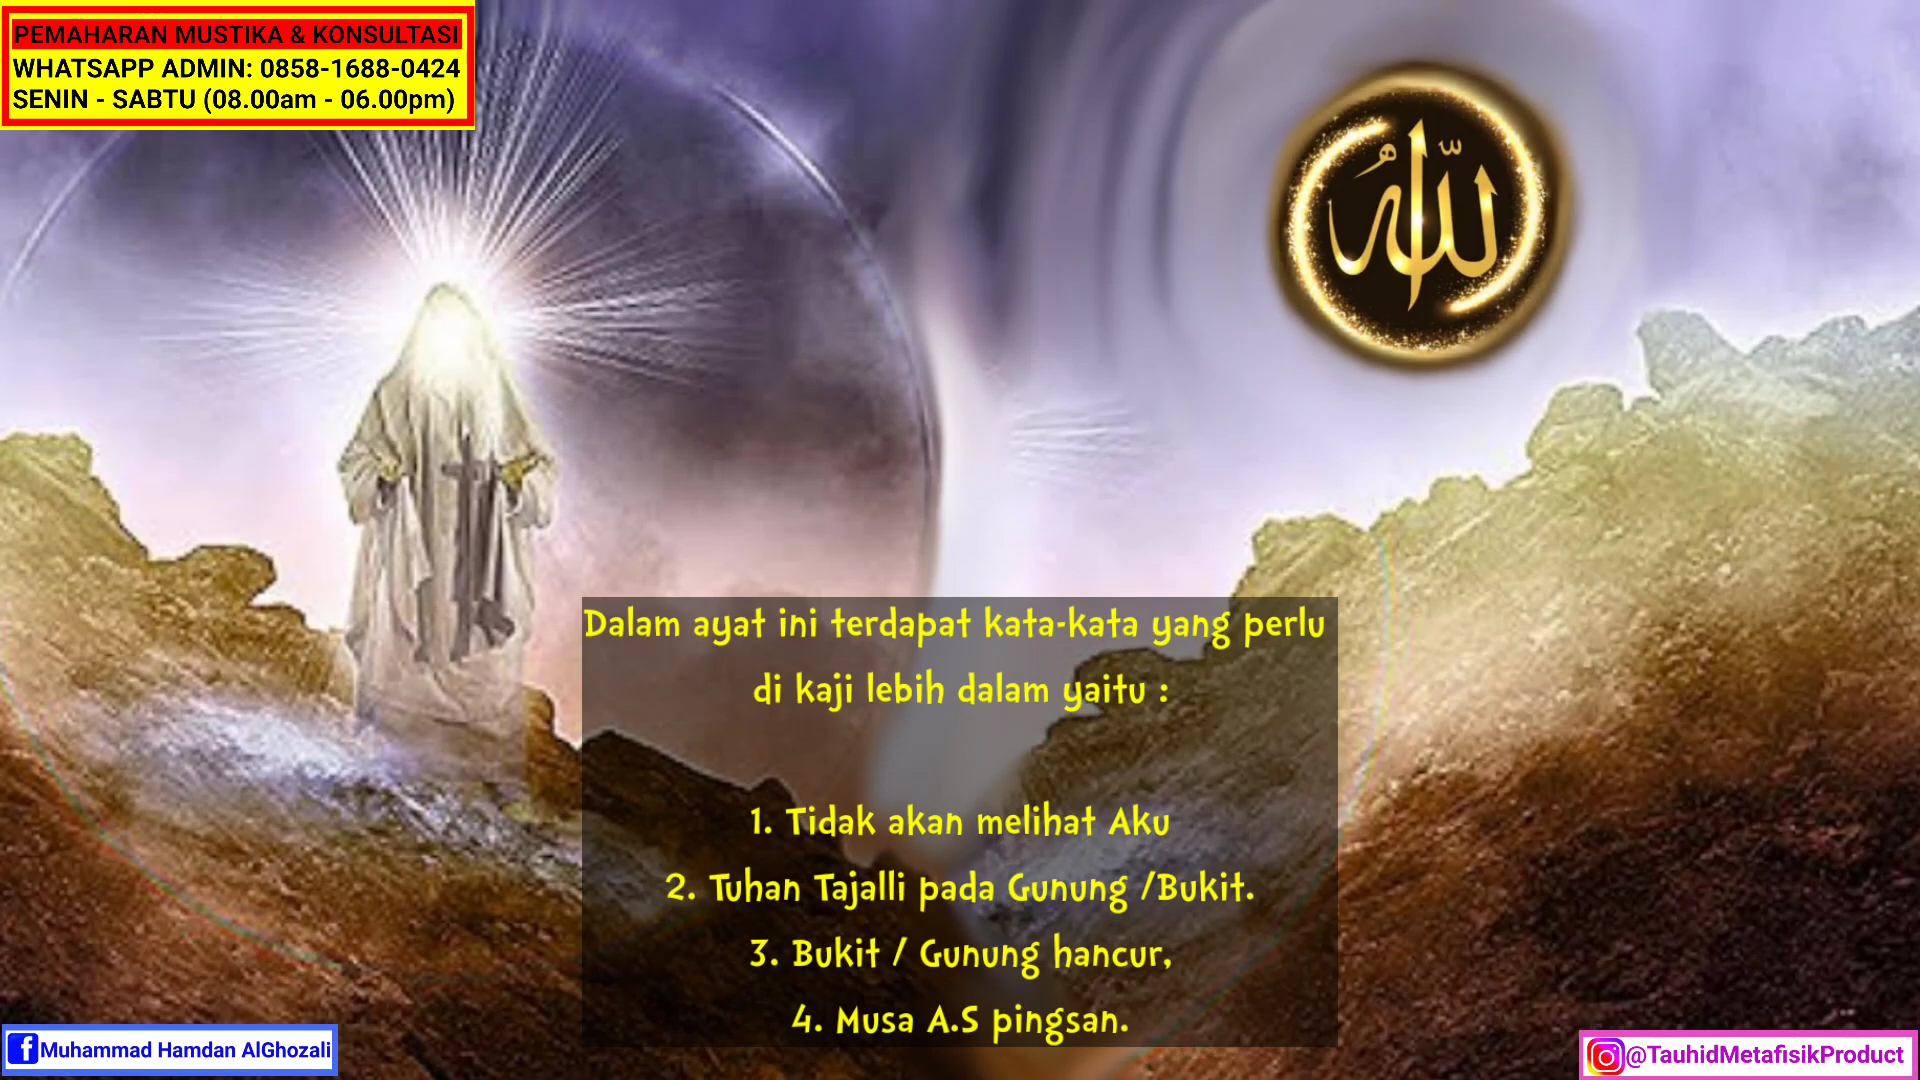 PEMAHARAN MUSTIKA & KONSULTASI
WHATSAPP ADMIN: 0858-1688-0424
SENIN - SABTU (08.00am - 06.00pm)
الله
Dalam ayat ini terdapat kata-kata yang perlu
di kaji lebih dalam yaitu :
1. Tidak akan melihat Aku
2. Tuhan Tajalli pada Gunung /Bukit.
3. Bukit / Gunung hancur,
4. Musa A.S pingsan.
Muhammad Hamdan AlGhozali
@TauhidMetafisikProduct